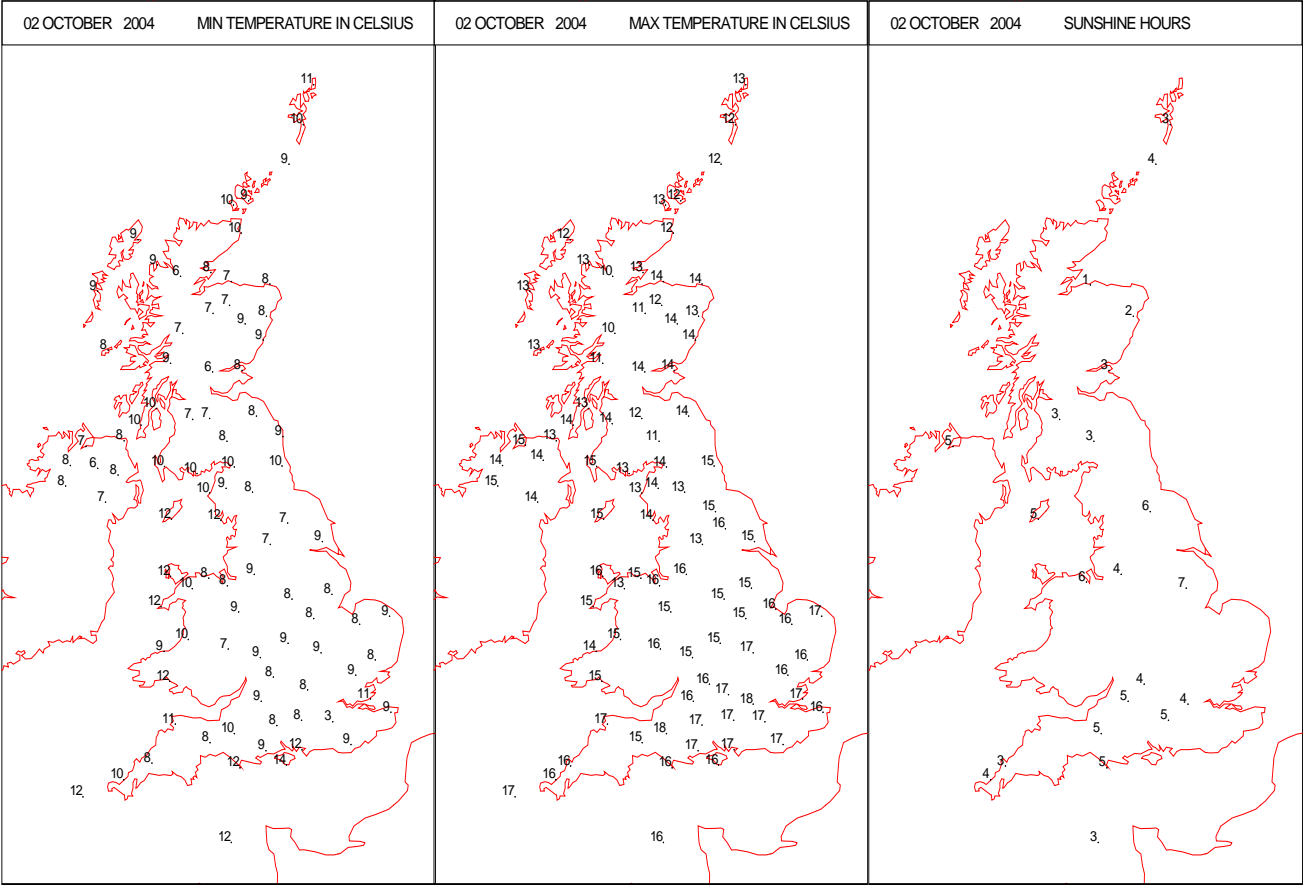 02 OCTOBER 2004 MIN TEMPERATURE IN CELSIUS
02 OCTOBER 2004 MAX TEMPERATURE IN CELSIUS
02 OCTOBER 2004 SUNSHINE HOURS
11
10
9
10 9
10
9
9 6 8 7 8
9
7 7 8
7 9 9
8 9 6 8
10 10 7 7 8
7 8 8 9
8 6 8 10 10 10 10
8 7 10 9 8
12 12 7 9
7
12 10 8 8 9
12 9 8 8 8 8 9
9 10 7 9 9 9 8
12 8 8 9 11 9
11 10 9 8 8 3
8 8 9 12 9
10 12 14
12
12
13
12
12
13 12
12
12
13 10 13 14 14
13
11 12 13
10 14 14
13 11 14 14
14 13 14 12 14
15 13 11
14 14 15 13 14 15
15 14 13 14 13
15 14 15 16 15
13
16 13 15 16 16
15 15 15 15 15 16 16 17
14 15 16 15 15 17 16
15 16 16 17 18 16 17 16
17 18 15 17 17 17
16 16 17 17 17
16 16
17
16
3
4
1
2
3
3 3
5
5 6
6 4 7
4
5 5 5 4
3 4 5
3